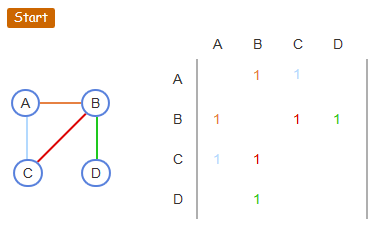 Start
A B C D
A 1 1
A B
B 1 1 1
C 1 1
C D
D 1